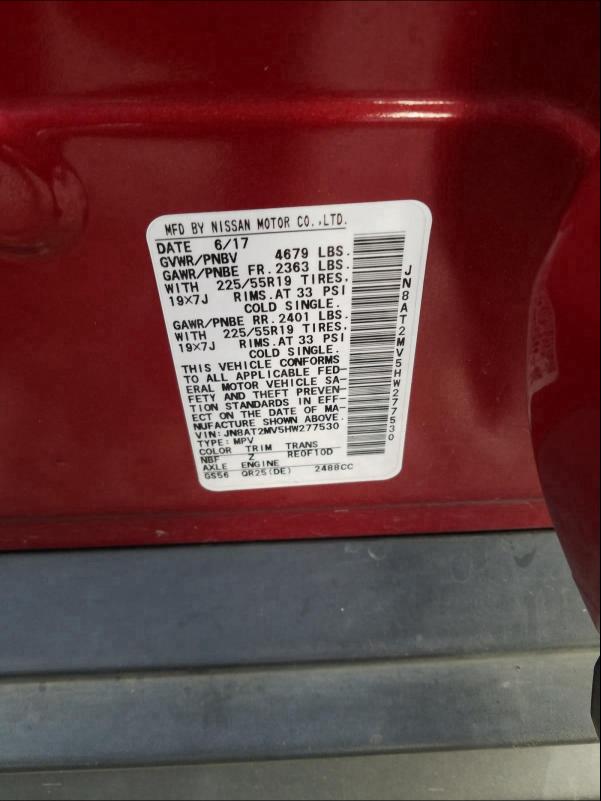 MFD BY NISSAN MOTOR CO.,LTD.
DATE 6/17
GVWR/PNBV 4679 LBS.
GAWR/PNBE FR. 2363 LBS.
WITH 225/55R19 TIRES,
19×7J RIMS.AT 33 PSI
COLD SINGLE.
GAWR/PNBE RR. 2401 LBS.
WITH 225/55R19 TIRES,
19×7J RIMS.AT 33 PSI
COLD SINGLE.
THIS VEHICLE CONFORMS
TO ALL APPLICABLE FED-
ERAL MOTOR VEHICLE SA-
FETY AND THEFT PREVEN-
TION STANDARDS IN EFF-
ECT ON THE DATE OF MA-
NUFACTURE SHOWN ABOVE.
VIN: JN8AT2MV5HW277530
TYPE: MPV
COLOR TRIM TRANS
NBF Z RE0F10D
AXLE ENGINE
GS56 QR25(DE) 2488CC
JN8AT2MV5HW277530